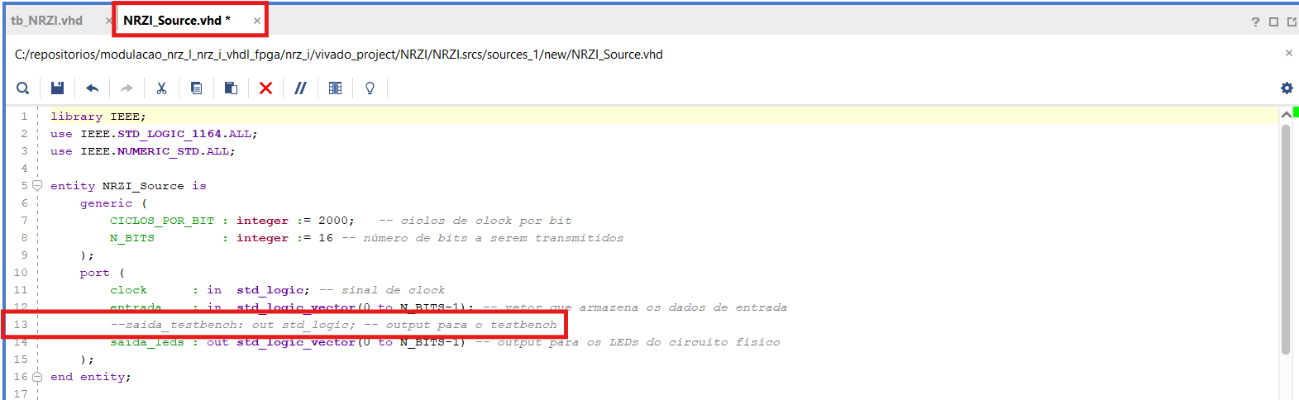 tb_NRZI.vhd × NRZI_Source.vhd * × ?
C:/repositorios/modulacao_nrz_l_nrz_i_vhdl_fpga/nrz_i/vivado_project/NRZI/NRZI.srcs/sources_1/new/NRZI_Source.vhd ×
1 library IEEE;
2 use IEEE.STD_LOGIC_1164.ALL;
3 use IEEE.NUMERIC_STD.ALL;
4
5 entity NRZI_Source is
6 generic (
7 CICLOS_POR_BIT : integer := 2000; -- ciclos de clock por bit
8 N_BITS : integer := 16 -- número de bits a serem transmitidos
9 );
10 port (
11 clock : in std_logic; -- sinal de clock
12 entrada : in std_logic_vector(0 to N_BITS-1); -- vetor que armazena os dados de entrada
13 --saida_testbench: out std_logic; -- output para o testbench
14 saida_leds : out std_logic_vector(0 to N_BITS-1) -- output para os LEDs do circuito físico
15 );
16 end entity;
17